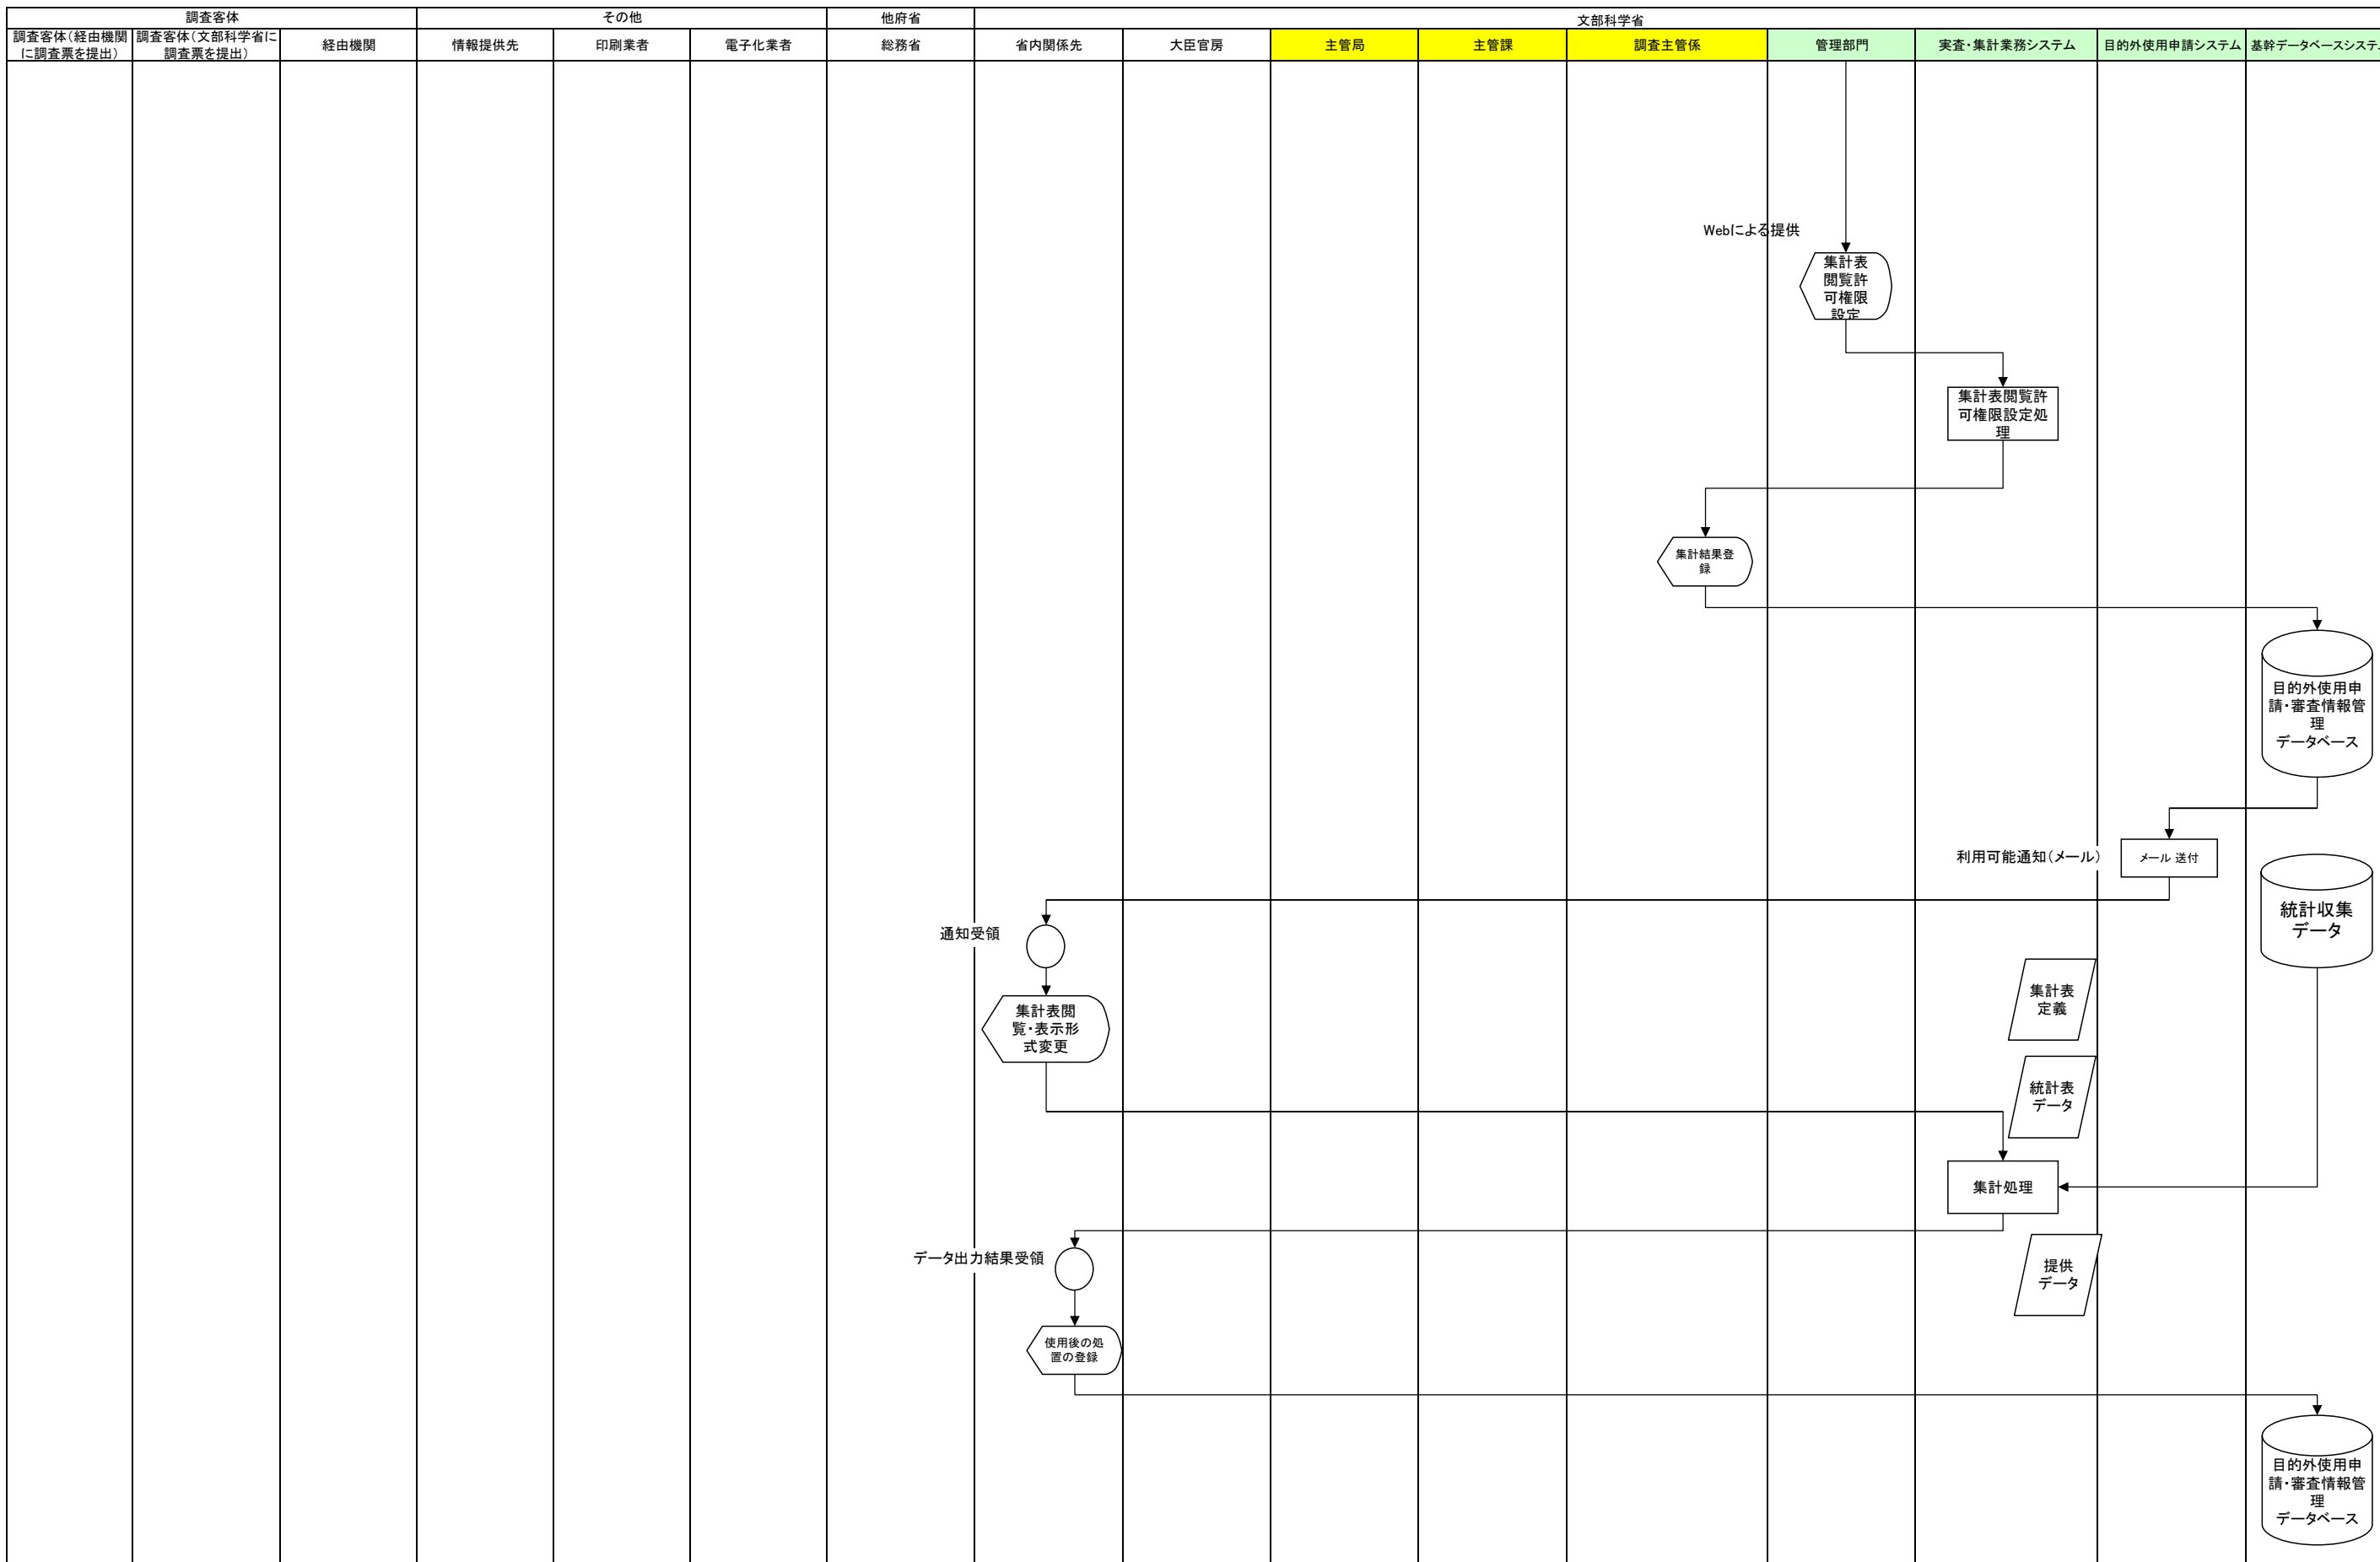 調査客体
その他
他府省
文部科学省
調査客体（経由機関
に調査票を提出）
調査客体（文部科学省に
調査票を提出）
経由機関
情報提供先
印刷業者
電子化業者
総務省
省内関係先
大臣官房
主管局
主管課
調査主管係
管理部門
実査・集計業務システム
目的外使用申請システム
基幹データベースシステ
Webによる提供
集計表
閲覧許
可権限
設定
集計表閲覧許
可権限設定処
理
集計結果登
録
目的外使用申
請・審査情報管
理
データベース
利用可能通知（メール）
メール 送付
統計収集
データ
通知受領
集計表閲
覧・表示形
式変更
集計表
定義
統計表
データ
集計処理
データ出力結果受領
提供
データ
使用後の処
置の登録
目的外使用申
請・審査情報管
理
データベース